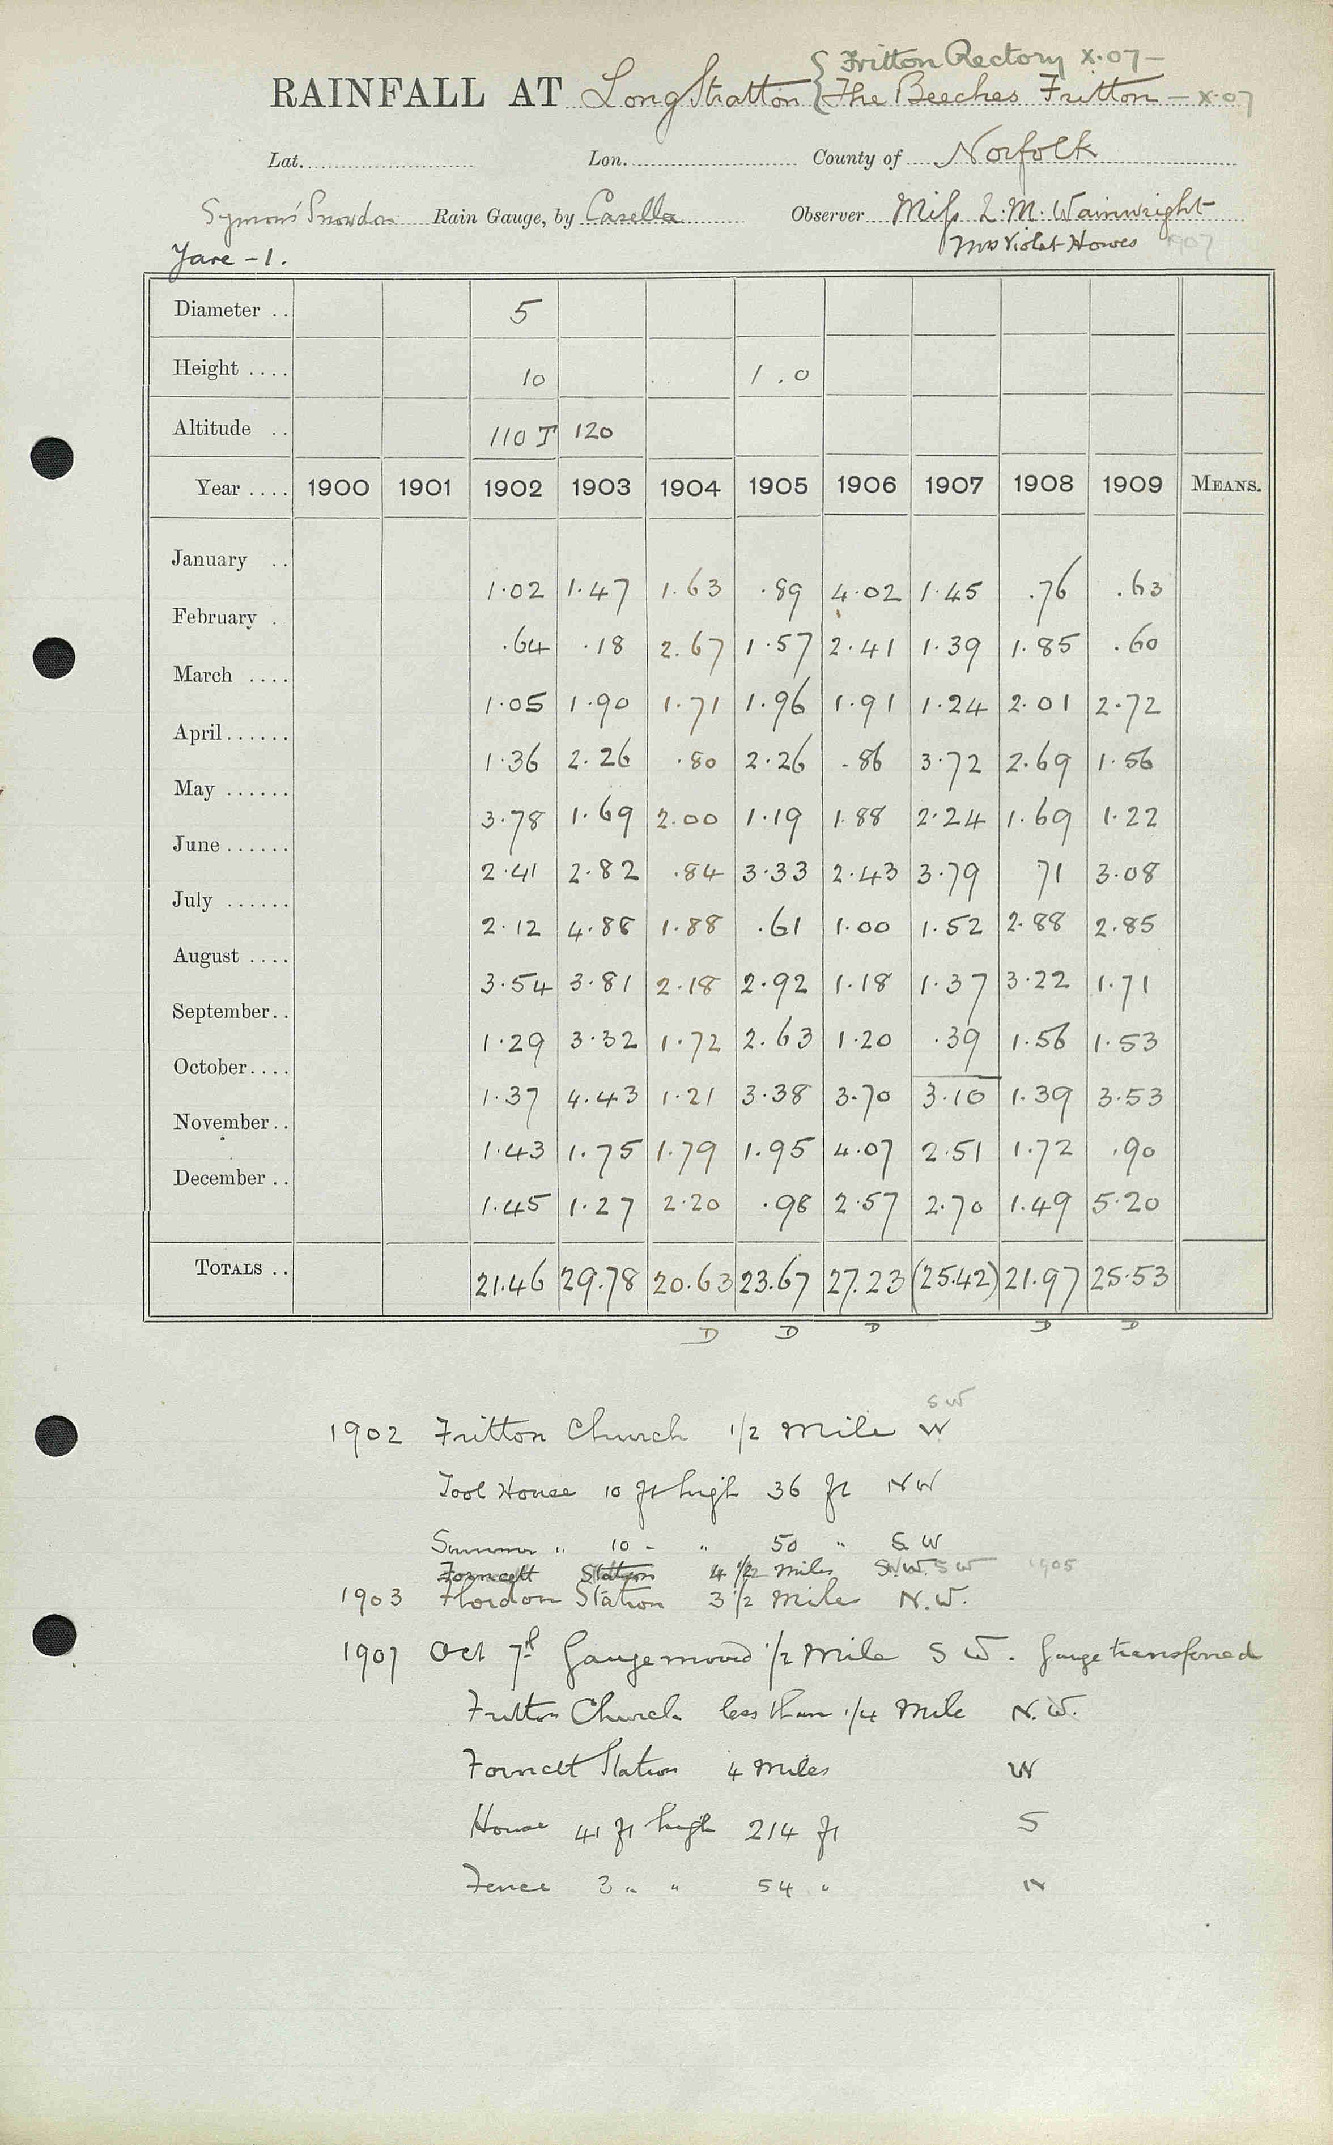 Fritton Rectory X.07 –
RAINFALL AT Long Stratton { The Beeches Fritton – X.07
Lat. Lon. County of Norfolk
Symons' Snowdon Rain Gauge, by Casella Observer Miss L. M. Wainwright
Yare - 1. Mrs Violet Howes 1907
Diameter .. 5
Height .... 10 1.0
Altitude .. 110 T 120
Year .... 1900 1901 1902 1903 1904 1905 1906 1907 1908 1909 MEANS.
January .. 1.02 1.47 1.63 .89 4.02 1.45 .76 .63
February . .64 .18 2.67 1.57 2.41 1.39 1.85 .60
March .... 1.05 1.90 1.71 1.96 1.91 1.24 2.01 2.72
April...... 1.36 2.26 .80 2.26 .86 3.72 2.69 1.56
May ...... 3.78 1.69 2.00 1.19 1.88 2.24 1.69 1.22
June...... 2.41 2.82 .84 3.33 2.43 3.79 71 3.08
July ...... 2.12 4.88 1.88 .61 1.00 1.52 2.88 2.85
August .... 3.54 3.81 2.18 2.92 1.18 1.37 3.22 1.71
September.. 1.29 3.32 1.72 2.63 1.20 .39 1.56 1.53
October.... 1.37 4.43 1.21 3.38 3.70 3.10 1.39 3.53
November.. 1.43 1.75 1.79 1.95 4.07 2.51 1.72 .90
December .. 1.45 1.27 2.20 .98 2.57 2.70 1.49 5.20
TOTALS .. 21.46 29.78 20.63 23.67 27.23 (25.42) 21.97 25.53
D D D D D
SW
1902 Fritton Church 1/2 Mile W
Tool House 10 ft high 36 ft NW
Summer " 10 - " 50 " S.W
Forncett Station 4 1/2 miles S.W. SW 1905
1903 Flordon Station 3 1/2 miles N.W.
1907 Oct 7th Gauge moved 1/2 Mile S W. Gauge transferred
Fritton Church less than 1/4 Mile N.W.
Forncett Station 4 miles W
House 41 ft high 214 ft S
Fence 3 " " 54 " N